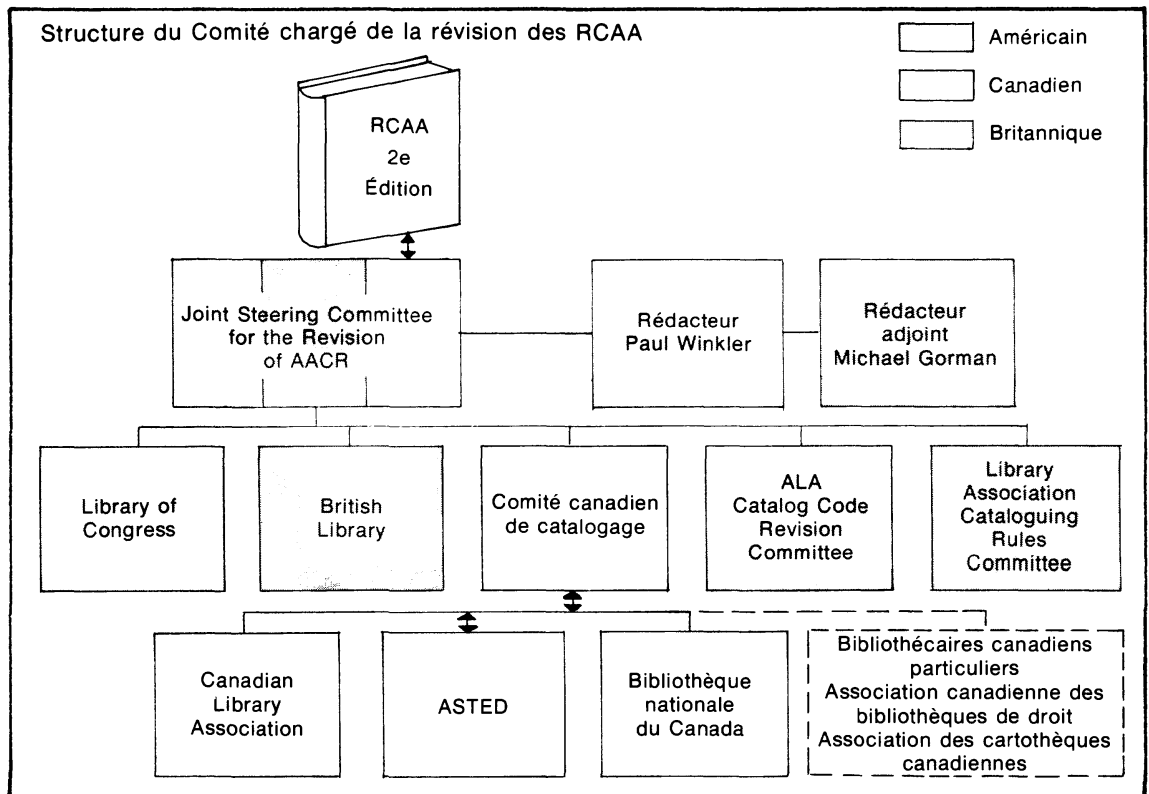 Structure du Comité chargé de la révision des RCAA
Américain
Canadien
Britannique
RCAA
2e
Édition
Joint Steering Committee
for the Revision
of AACR
Rédacteur
Paul Winkler
Rédacteur
adjoint
Michael Gorman
Library of
Congress
British
Library
Comité canadien
de catalogage
ALA
Catalog Code
Revision
Committee
Library
Association
Cataloguing
Rules
Committee
Canadian
Library
Association
ASTED
Bibliothèque
nationale
du Canada
Bibliothécaires canadiens
particuliers
Association canadienne des
bibliothèques de droit
Association des cartothèques
canadiennes